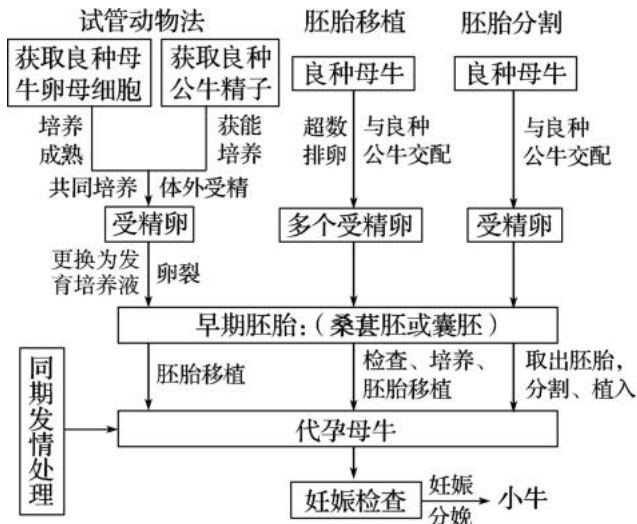 试管动物法
胚胎移植
胚胎分割
获取良种母
牛卵母细胞
获取良种
公牛精子
良种母牛
良种母牛
培养
成熟
获能
培养
超数
排卵
与良种
公牛交配
与良种
公牛交配
共同培养
体外受精
受精卵
多个受精卵
受精卵
更换为发
育培养液
卵裂
早期胚胎:(桑葚胚或囊胚)
同期发情处理
胚胎移植
检查、培养、
胚胎移植
取出胚胎,
分割、植入
代孕母牛
妊娠检查
妊娠
分娩
小牛